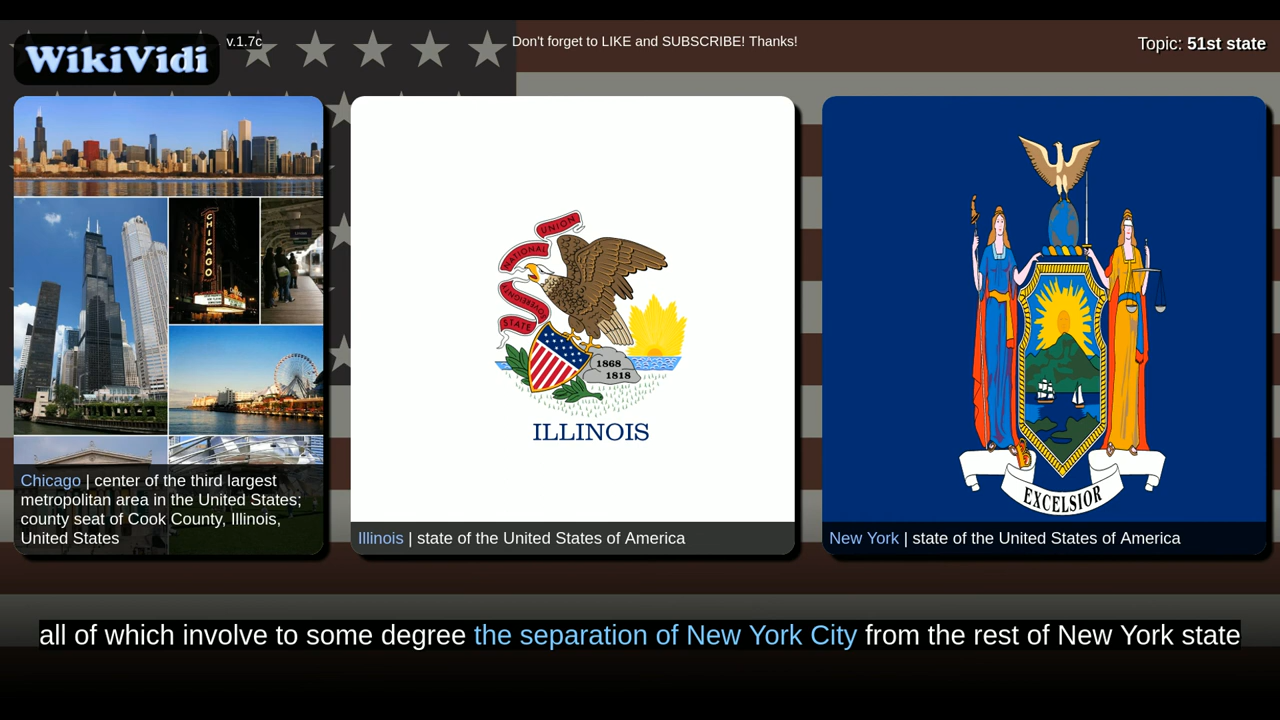 WikiVidi
v.1.7c
Don't forget to LIKE and SUBSCRIBE! Thanks!
Topic: 51st state
CHICAGO
Chicago | center of the third largest
metropolitan area in the United States;
county seat of Cook County, Illinois,
United States
UNION
NATIONAL
SOVEREIGNTY
STATE
1868
1818
ILLINOIS
Illinois | state of the United States of America
EXCELSIOR
New York | state of the United States of America
all of which involve to some degree the separation of New York City from the rest of New York state